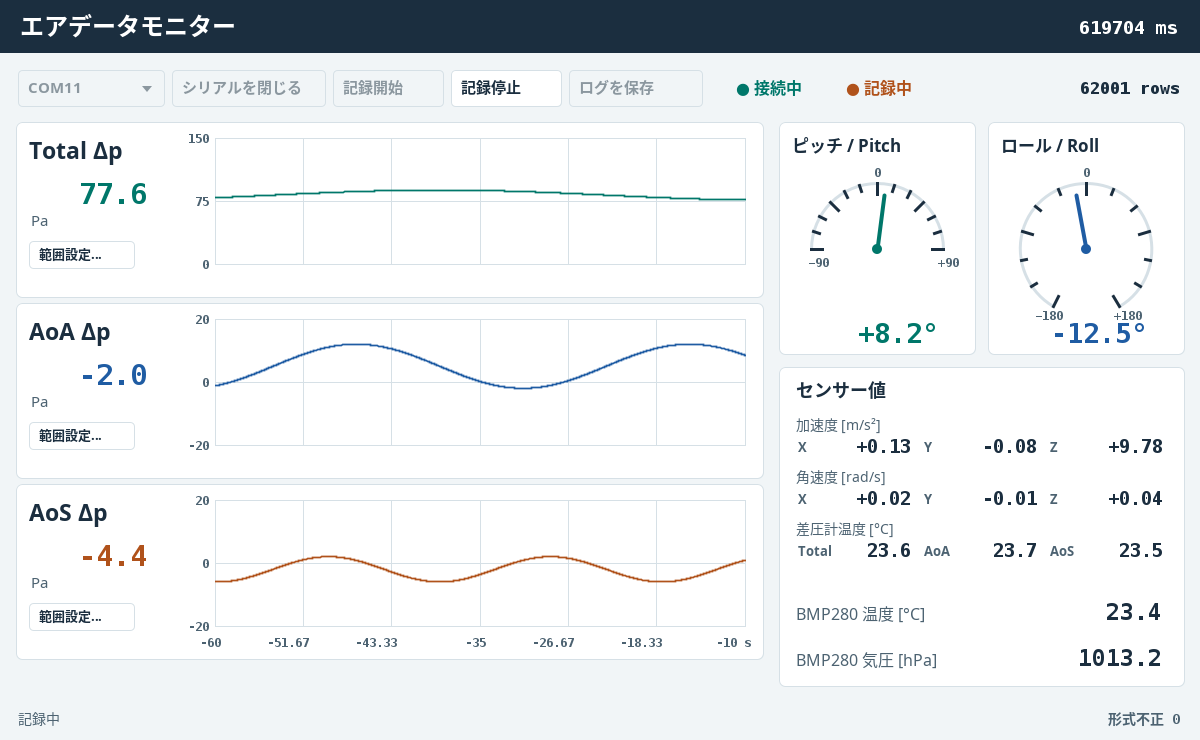 エアデータモニター
619704 ms
COM11 シリアルを閉じる 記録開始 記録停止 ログを保存 接続中 記録中 62001 rows
Total Δp
77.6
Pa
範囲設定...
150
75
0
AoA Δp
-2.0
Pa
範囲設定...
20
0
-20
AoS Δp
-4.4
Pa
範囲設定...
20
0
-20
-60 -51.67 -43.33 -35 -26.67 -18.33 -10 s
ピッチ / Pitch
0
−90 +90
+8.2°
ロール / Roll
0
−180 +180
-12.5°
センサー値
加速度 [m/s²]
X +0.13 Y -0.08 Z +9.78
角速度 [rad/s]
X +0.02 Y -0.01 Z +0.04
差圧計温度 [°C]
Total 23.6 AoA 23.7 AoS 23.5
BMP280 温度 [°C] 23.4
BMP280 気圧 [hPa] 1013.2
記録中
形式不正 0